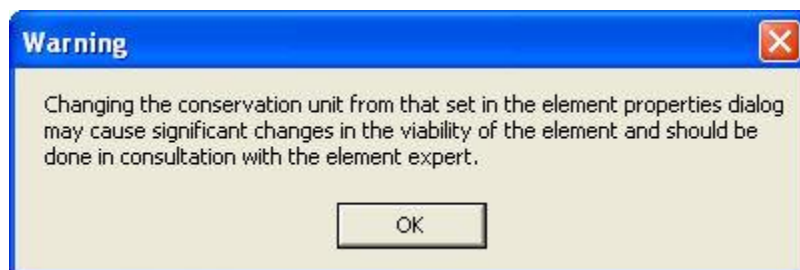 Warning
Changing the conservation unit from that set in the element properties dialog
may cause significant changes in the viability of the element and should be
done in consultation with the element expert.
OK